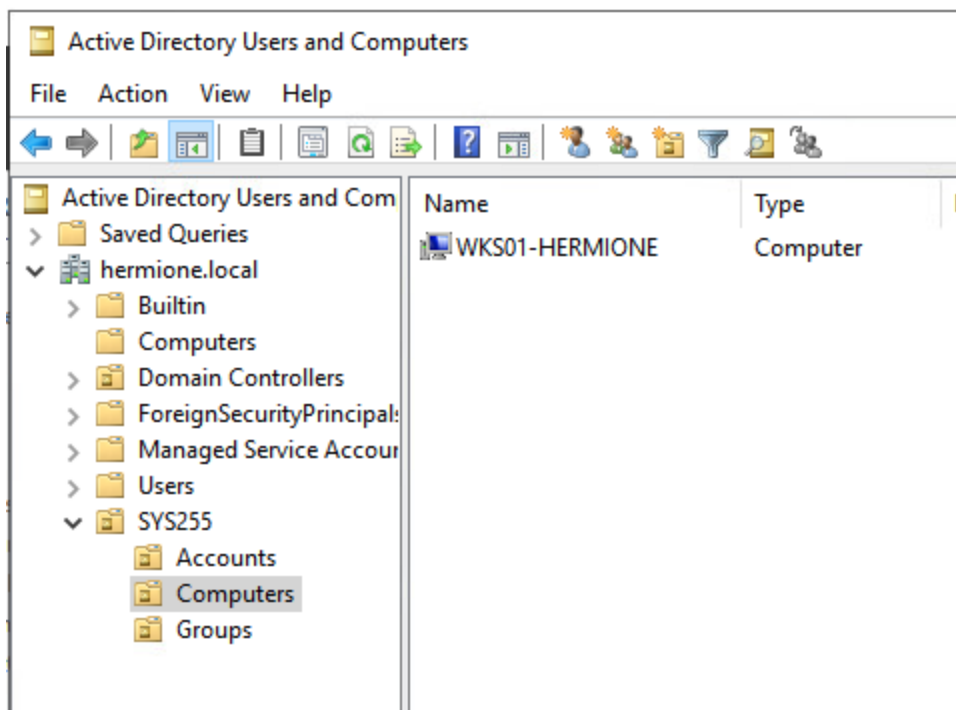 Active Directory Users and Computers
File Action View Help
Active Directory Users and Com
Name Type
Saved Queries
WKS01-HERMIONE Computer
hermione.local
Builtin
Computers
Domain Controllers
ForeignSecurityPrincipals
Managed Service Accour
Users
SYS255
Accounts
Computers
Groups